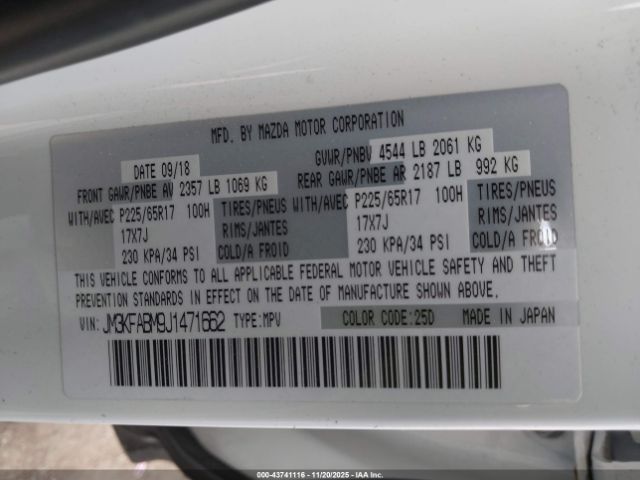 MFD. BY MAZDA MOTOR CORPORATION
DATE 09/18
GVWR/PNBV 4544 LB 2061 KG
FRONT GAWR/PNBE AV 2357 LB 1069 KG
REAR GAWR/PNBE AR 2187 LB 992 KG
WITH/AVEC P225/65R17 100H TIRES/PNEUS
17X7J RIMS/JANTES
230 KPA/34 PSI COLD/A FROID
WITH/AVEC P225/65R17 100H TIRES/PNEUS
17X7J RIMS/JANTES
230 KPA/34 PSI COLD/A FROID
THIS VEHICLE CONFORMS TO ALL APPLICABLE FEDERAL MOTOR VEHICLE SAFETY AND THEFT
PREVENTION STANDARDS IN EFFECT ON THE DATE OF MANUFACTURE SHOWN ABOVE.
VIN: JM3KFABM9J1471662 TYPE:MPV COLOR CODE:25D MADE IN JAPAN
000-43741116 - 11/20/2025 - IAAI.COM